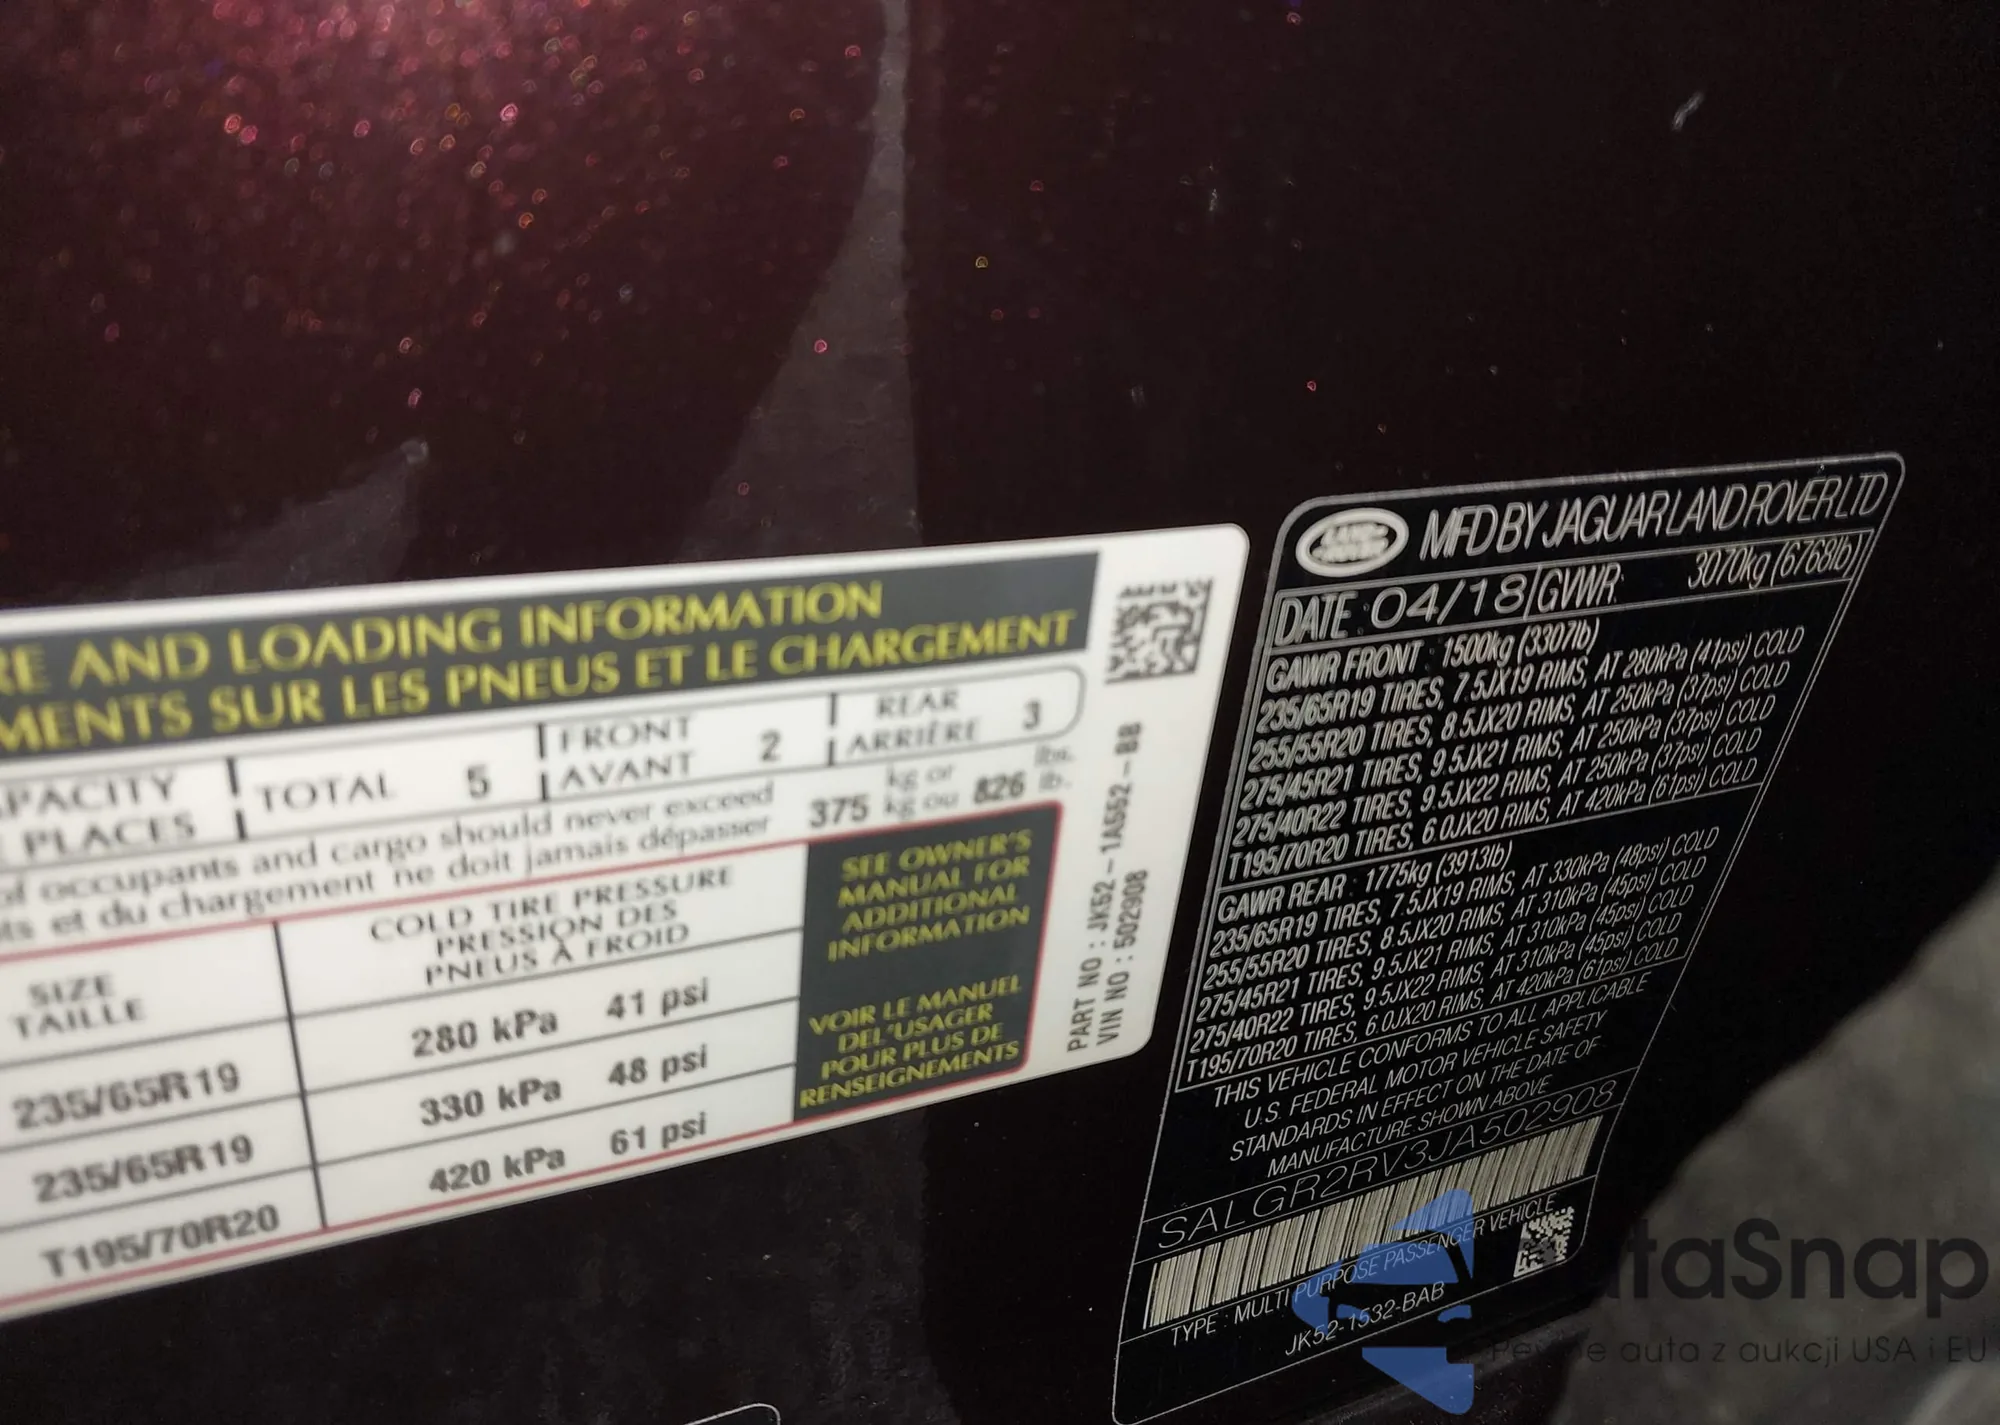 RE AND LOADING INFORMATION
MENTS SUR LES PNEUS ET LE CHARGEMENT
PACITY
PLACES
TOTAL 5
FRONT
AVANT 2
REAR
ARRIÈRE 3
of occupants and cargo should never exceed 375 kg or 826 lbs.
ts et du chargement ne doit jamais dépasser kg ou lb.
SIZE
TAILLE
COLD TIRE PRESSURE
PRESSION DES
PNEUS À FROID
235/65R19 280 kPa 41 psi
235/65R19 330 kPa 48 psi
T195/70R20 420 kPa 61 psi
SEE OWNER'S
MANUAL FOR
ADDITIONAL
INFORMATION
VOIR LE MANUEL
DEL'USAGER
POUR PLUS DE
RENSEIGNEMENTS
PART NO : JK52-1A552-BB
VIN NO : 502908
LAND ROVER
MFD BY JAGUAR LAND ROVER LTD
DATE : 04/18 GVWR: 3070kg (6768lb)
GAWR FRONT : 1500kg (3307lb)
235/65R19 TIRES, 7.5JX19 RIMS, AT 280kPa (41psi) COLD
255/55R20 TIRES, 8.5JX20 RIMS, AT 250kPa (37psi) COLD
275/45R21 TIRES, 9.5JX21 RIMS, AT 250kPa (37psi) COLD
275/40R22 TIRES, 9.5JX22 RIMS, AT 250kPa (37psi) COLD
T195/70R20 TIRES, 6.0JX20 RIMS, AT 420kPa (61psi) COLD
GAWR REAR : 1775kg (3913lb)
235/65R19 TIRES, 7.5JX19 RIMS, AT 330kPa (48psi) COLD
255/55R20 TIRES, 8.5JX20 RIMS, AT 310kPa (45psi) COLD
275/45R21 TIRES, 9.5JX21 RIMS, AT 310kPa (45psi) COLD
275/40R22 TIRES, 9.5JX22 RIMS, AT 310kPa (45psi) COLD
T195/70R20 TIRES, 6.0JX20 RIMS, AT 420kPa (61psi) COLD
THIS VEHICLE CONFORMS TO ALL APPLICABLE
U.S. FEDERAL MOTOR VEHICLE SAFETY
STANDARDS IN EFFECT ON THE DATE OF
MANUFACTURE SHOWN ABOVE
SALGR2RV3JA502908
TYPE : MULTI PURPOSE PASSENGER VEHICLE
JK52-1532-BAB
taSnap
auta z aukcji USA i EU